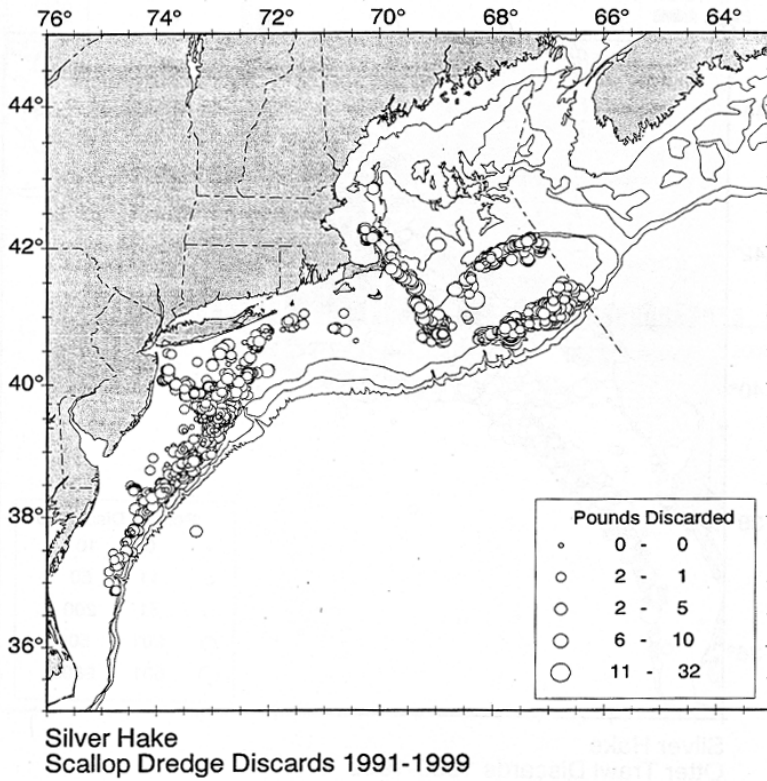 76° 74 72 70 68 66 64°
44°
42°
40°
38°
36°
Pounds Discarded
0 - 0
2 - 1
2 - 5
6 - 10
11 - 32
Silver Hake
Scallop Dredge Discards 1991-1999